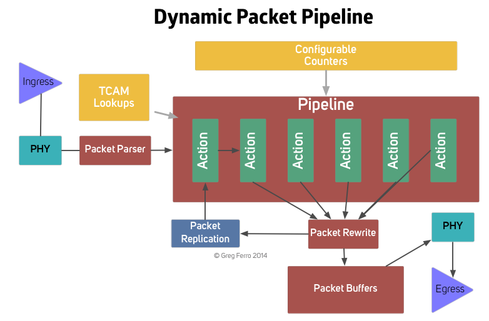 Dynamic Packet Pipeline
Configurable
Counters
Ingress
TCAM
Lookups
Pipeline
PHY
Packet Parser
Action
Action
Action
Action
Action
Action
Packet
Replication
Packet Rewrite
PHY
© Greg Ferro 2014
Packet Buffers
Egress